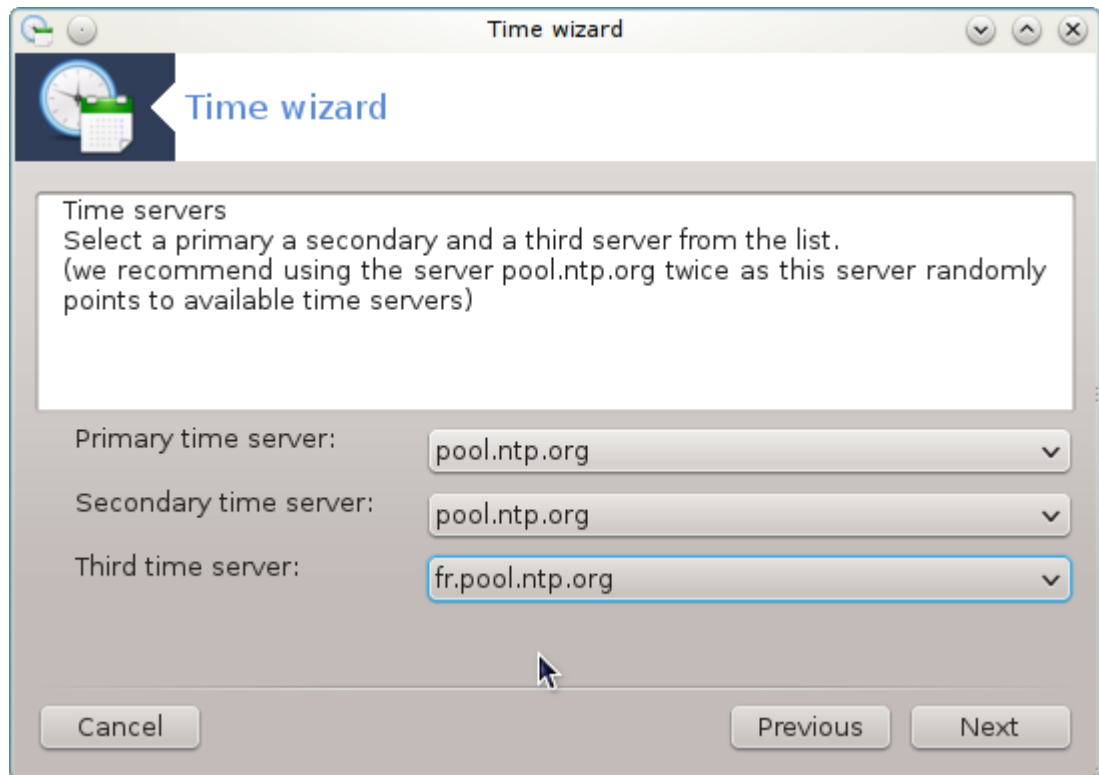 Time wizard
Time wizard
Time servers
Select a primary a secondary and a third server from the list.
(we recommend using the server pool.ntp.org twice as this server randomly
points to available time servers)
Primary time server:
pool.ntp.org
Secondary time server:
pool.ntp.org
Third time server:
fr.pool.ntp.org
Cancel
Previous
Next